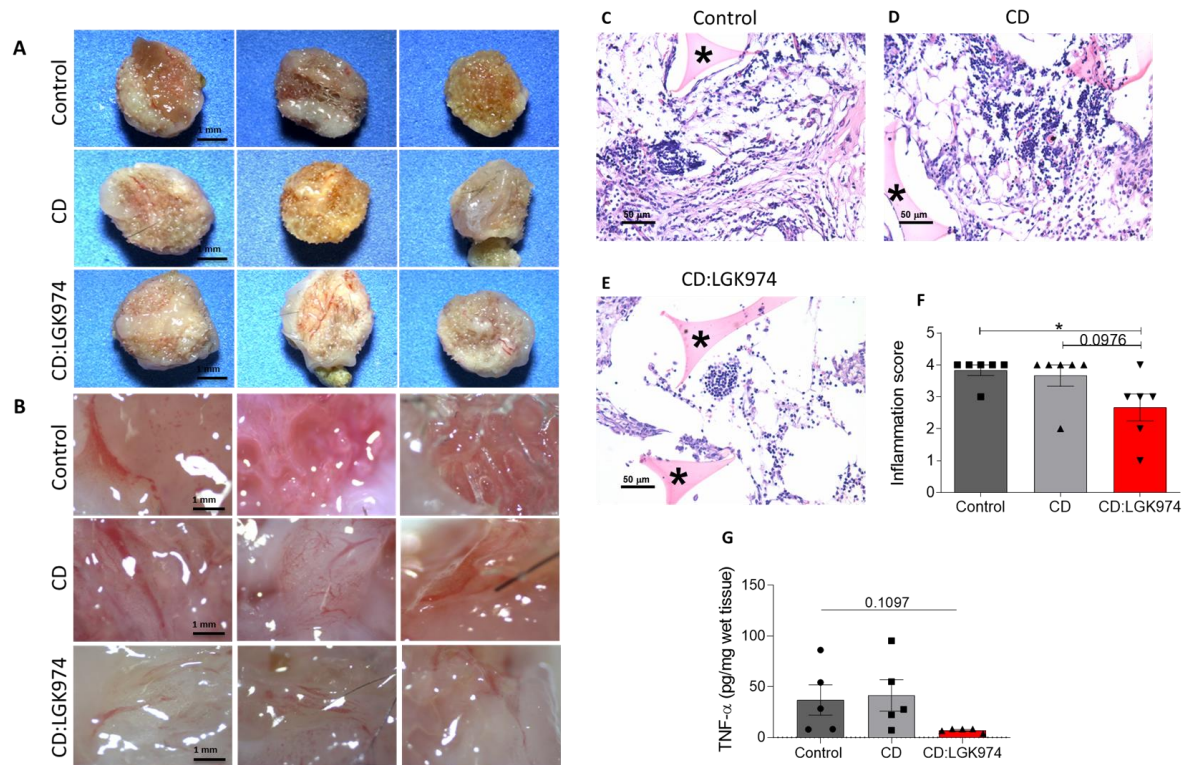 A
Control
1 mm
CD
1 mm
CD:LGK974
1 mm
B
Control
1 mm
CD
1 mm
CD:LGK974
1 mm
C
Control
*
50 µm
D
CD
*
50 µm
E
CD:LGK974
*
*
50 µm
F
Inflammation score
5
4
3
2
1
0
*
0.0976
Control
CD
CD:LGK974
G
TNF-α (pg/mg wet tissue)
150
100
50
0
0.1097
Control
CD
CD:LGK974